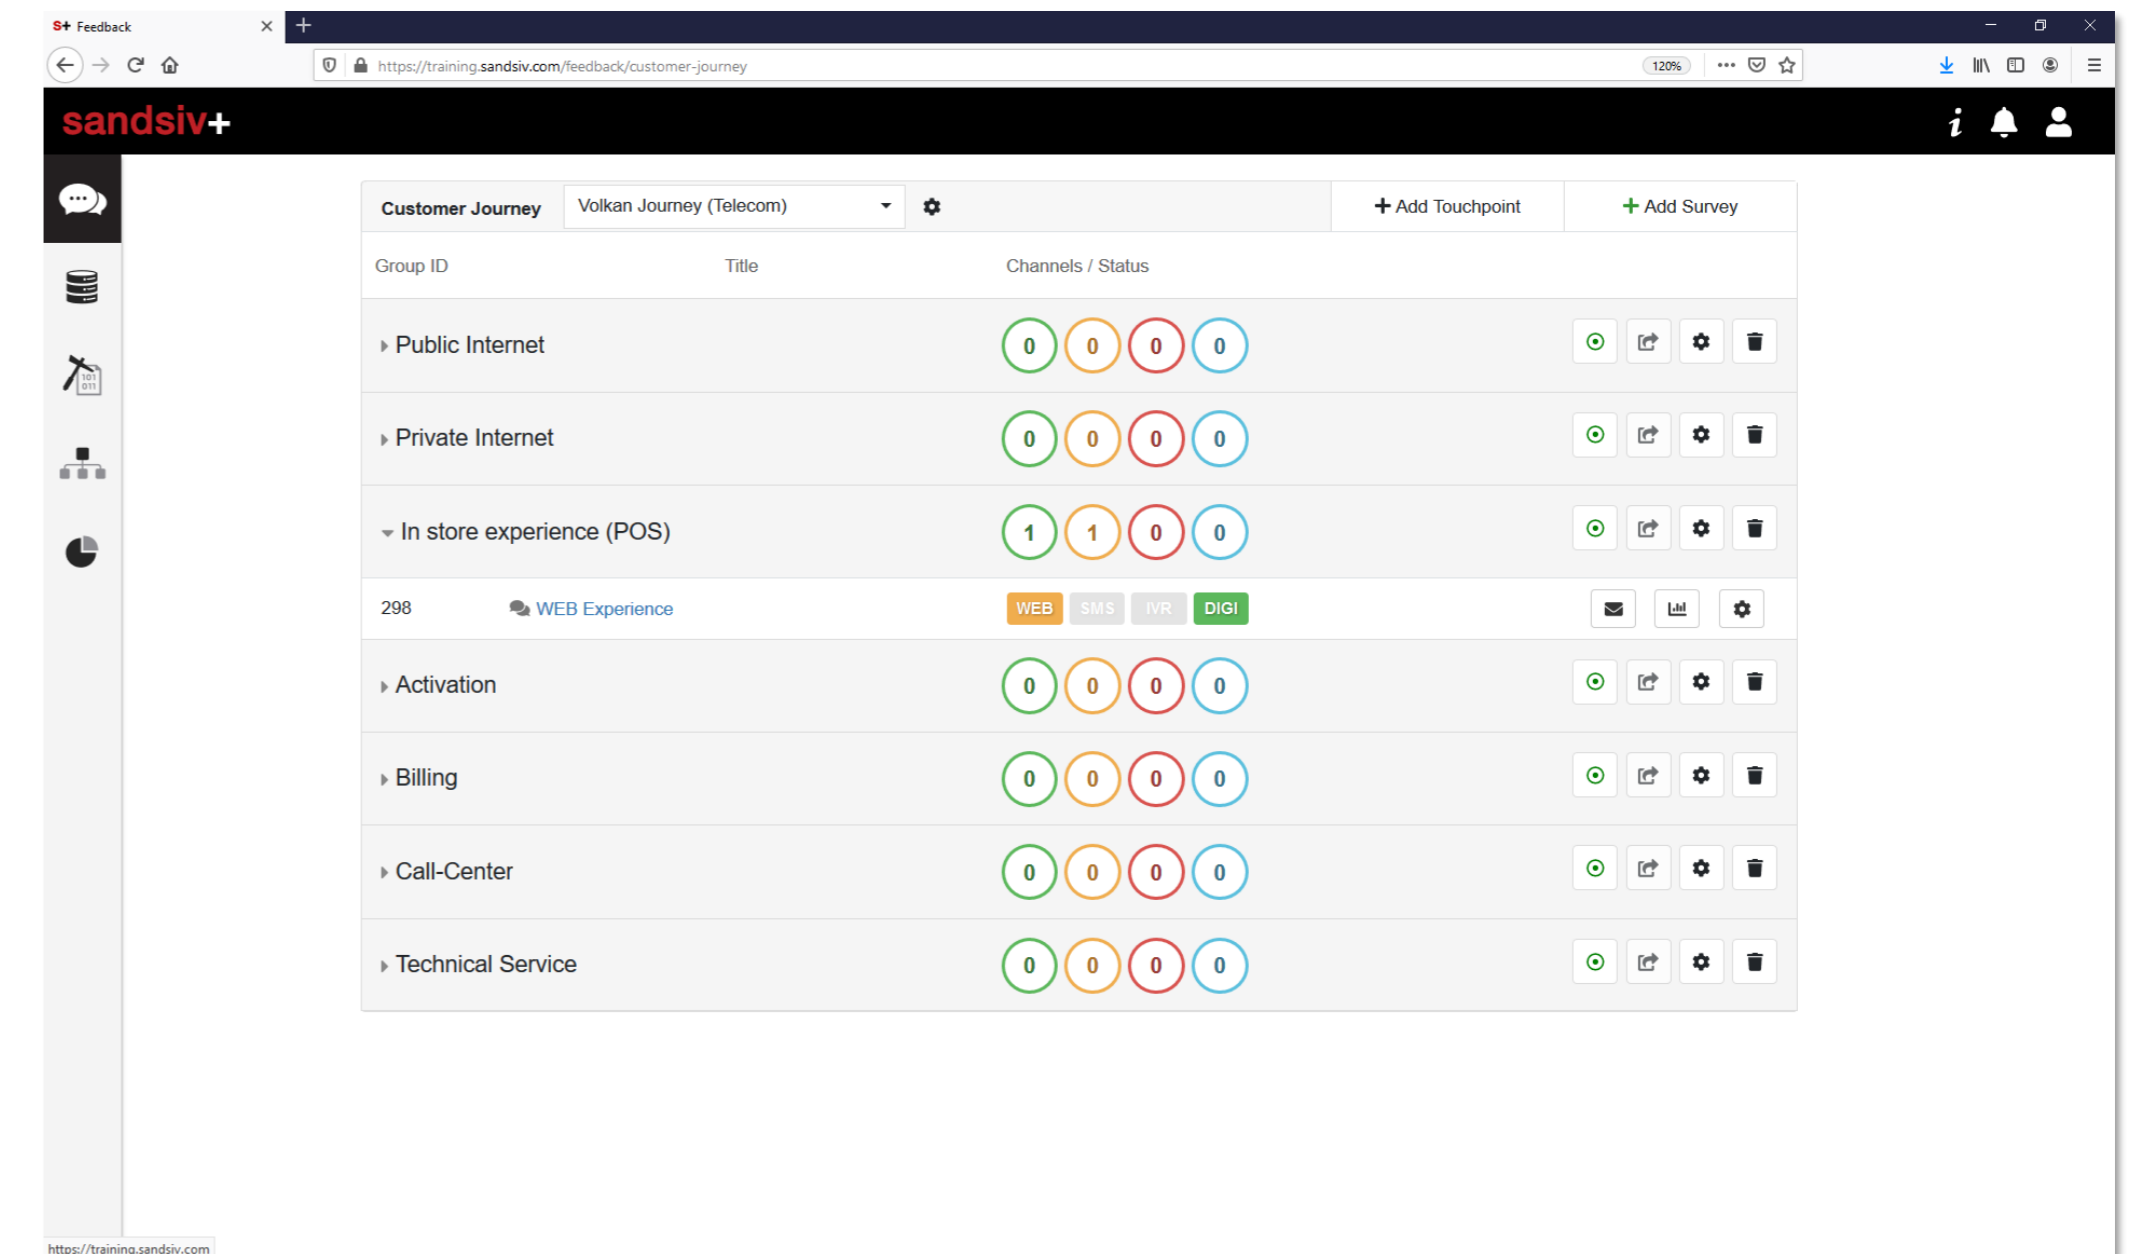 S+ Feedback
https://training.sandsiv.com/feedback/customer-journey
120%
sandsiv+
Customer Journey Volkan Journey (Telecom) + Add Touchpoint + Add Survey
Group ID Title Channels / Status
Public Internet 0 0 0 0
Private Internet 0 0 0 0
In store experience (POS) 1 1 0 0
298 WEB Experience WEB SMS IVR DIGI
Activation 0 0 0 0
Billing 0 0 0 0
Call-Center 0 0 0 0
Technical Service 0 0 0 0
https://training.sandsiv.com